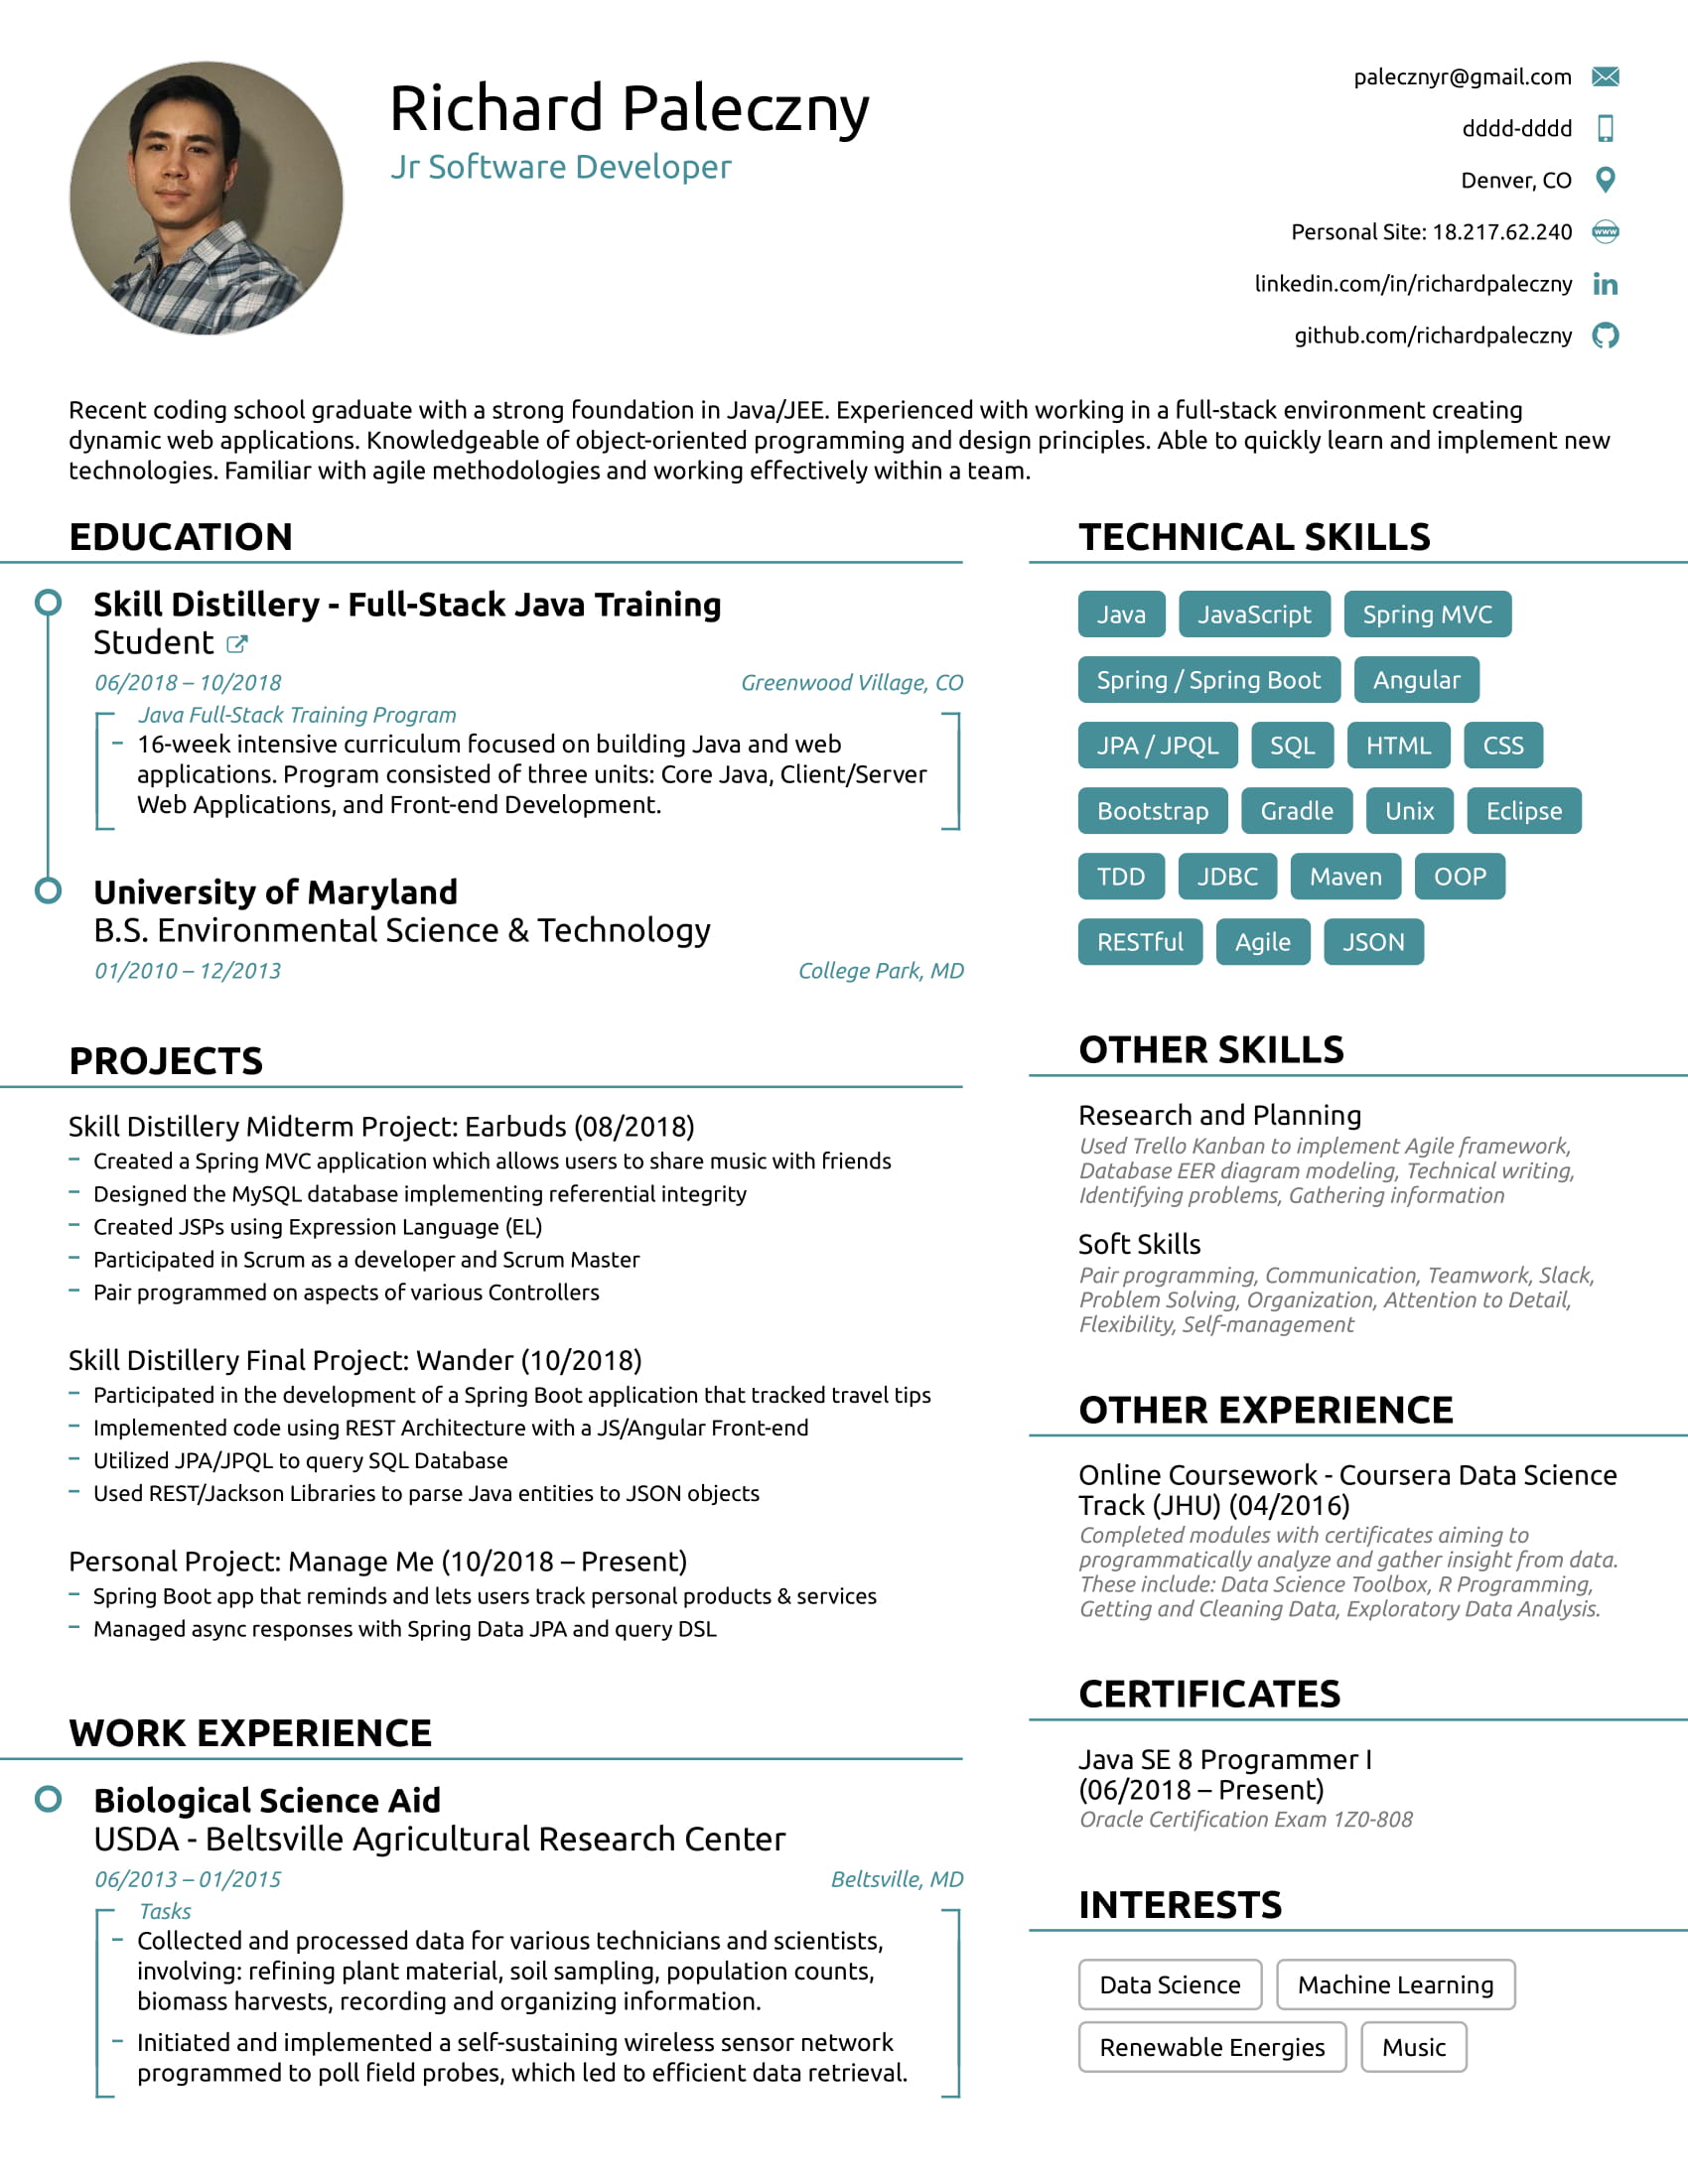 Richard Paleczny
Jr Software Developer
palecznyr@gmail.com
dddd-dddd
Denver, CO
Personal Site: 18.217.62.240
www
linkedin.com/in/richardpaleczny
in
github.com/richardpaleczny
Recent coding school graduate with a strong foundation in Java/JEE. Experienced with working in a full-stack environment creating
dynamic web applications. Knowledgeable of object-oriented programming and design principles. Able to quickly learn and implement new
technologies. Familiar with agile methodologies and working effectively within a team.
EDUCATION
Skill Distillery - Full-Stack Java Training
Student
06/2018 – 10/2018 Greenwood Village, CO
Java Full-Stack Training Program
– 16-week intensive curriculum focused on building Java and web
applications. Program consisted of three units: Core Java, Client/Server
Web Applications, and Front-end Development.
University of Maryland
B.S. Environmental Science & Technology
01/2010 – 12/2013 College Park, MD
PROJECTS
Skill Distillery Midterm Project: Earbuds (08/2018)
– Created a Spring MVC application which allows users to share music with friends
– Designed the MySQL database implementing referential integrity
– Created JSPs using Expression Language (EL)
– Participated in Scrum as a developer and Scrum Master
– Pair programmed on aspects of various Controllers
Skill Distillery Final Project: Wander (10/2018)
– Participated in the development of a Spring Boot application that tracked travel tips
– Implemented code using REST Architecture with a JS/Angular Front-end
– Utilized JPA/JPQL to query SQL Database
– Used REST/Jackson Libraries to parse Java entities to JSON objects
Personal Project: Manage Me (10/2018 – Present)
– Spring Boot app that reminds and lets users track personal products & services
– Managed async responses with Spring Data JPA and query DSL
WORK EXPERIENCE
Biological Science Aid
USDA - Beltsville Agricultural Research Center
06/2013 – 01/2015 Beltsville, MD
Tasks
– Collected and processed data for various technicians and scientists,
involving: refining plant material, soil sampling, population counts,
biomass harvests, recording and organizing information.
– Initiated and implemented a self-sustaining wireless sensor network
programmed to poll field probes, which led to efficient data retrieval.
TECHNICAL SKILLS
Java JavaScript Spring MVC
Spring / Spring Boot Angular
JPA / JPQL SQL HTML CSS
Bootstrap Gradle Unix Eclipse
TDD JDBC Maven OOP
RESTful Agile JSON
OTHER SKILLS
Research and Planning
Used Trello Kanban to implement Agile framework,
Database EER diagram modeling, Technical writing,
Identifying problems, Gathering information
Soft Skills
Pair programming, Communication, Teamwork, Slack,
Problem Solving, Organization, Attention to Detail,
Flexibility, Self-management
OTHER EXPERIENCE
Online Coursework - Coursera Data Science
Track (JHU) (04/2016)
Completed modules with certificates aiming to
programmatically analyze and gather insight from data.
These include: Data Science Toolbox, R Programming,
Getting and Cleaning Data, Exploratory Data Analysis.
CERTIFICATES
Java SE 8 Programmer I
(06/2018 – Present)
Oracle Certification Exam 1Z0-808
INTERESTS
Data Science Machine Learning
Renewable Energies Music